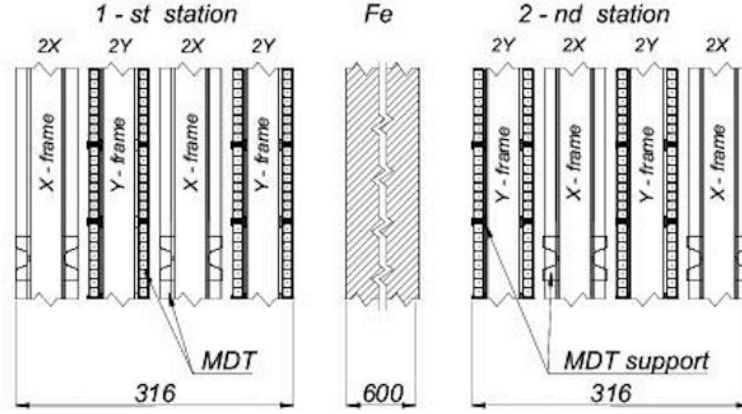 1 - st station Fe 2 - nd station
2X 2Y 2X 2Y 2Y 2X 2Y 2X
X - frame
Y - frame
X - frame
Y - frame
Y - frame
X - frame
Y - frame
X - frame
MDT MDT support
316 600 316